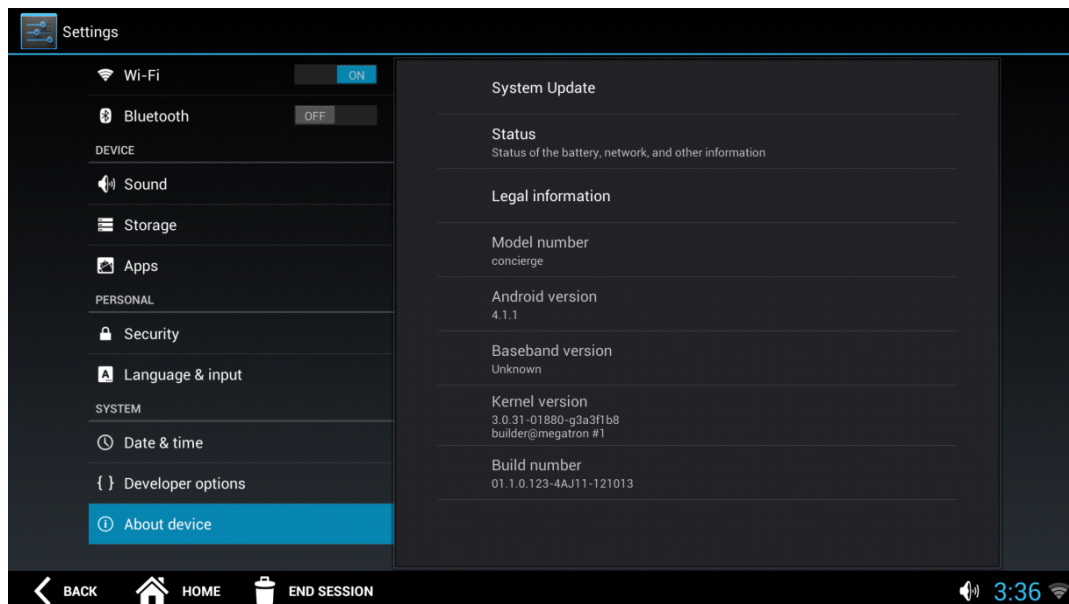 Settings
Wi-Fi
ON
Bluetooth
OFF
DEVICE
Sound
Storage
Apps
PERSONAL
Security
A
Language & input
SYSTEM
Date & time
{ } Developer options
About device
System Update
Status
Status of the battery, network, and other information
Legal information
Model number
concierge
Android version
4.1.1
Baseband version
Unknown
Kernel version
3.0.31-01880-g3a3f1b8
builder@megatron #1
Build number
01.1.0.123-4AJ11-121013
BACK
HOME
END SESSION
3:36